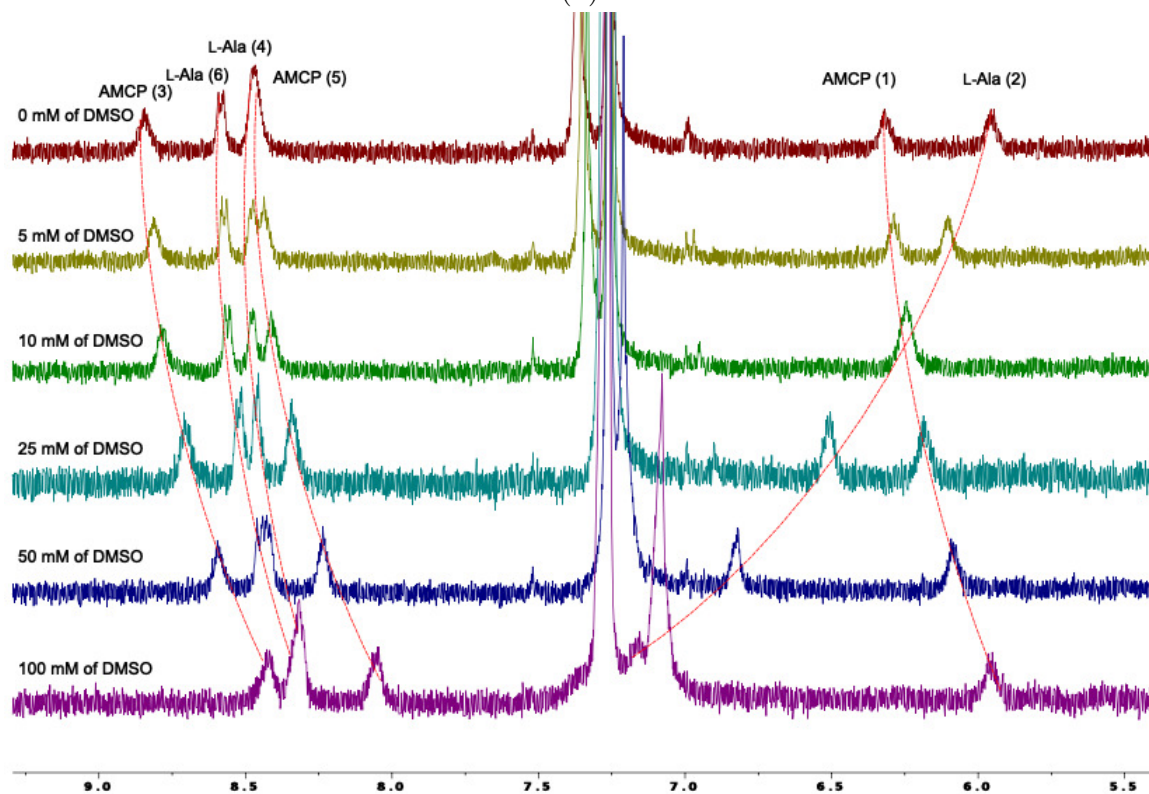 L-Ala (4)
L-Ala (6)
AMCP (5)
AMCP (1)
L-Ala (2)
AMCP (3)
0 mM of DMSO
5 mM of DMSO
10 mM of DMSO
25 mM of DMSO
50 mM of DMSO
100 mM of DMSO
9.0 8.5 8.0 7.5 7.0 6.5 6.0 5.5